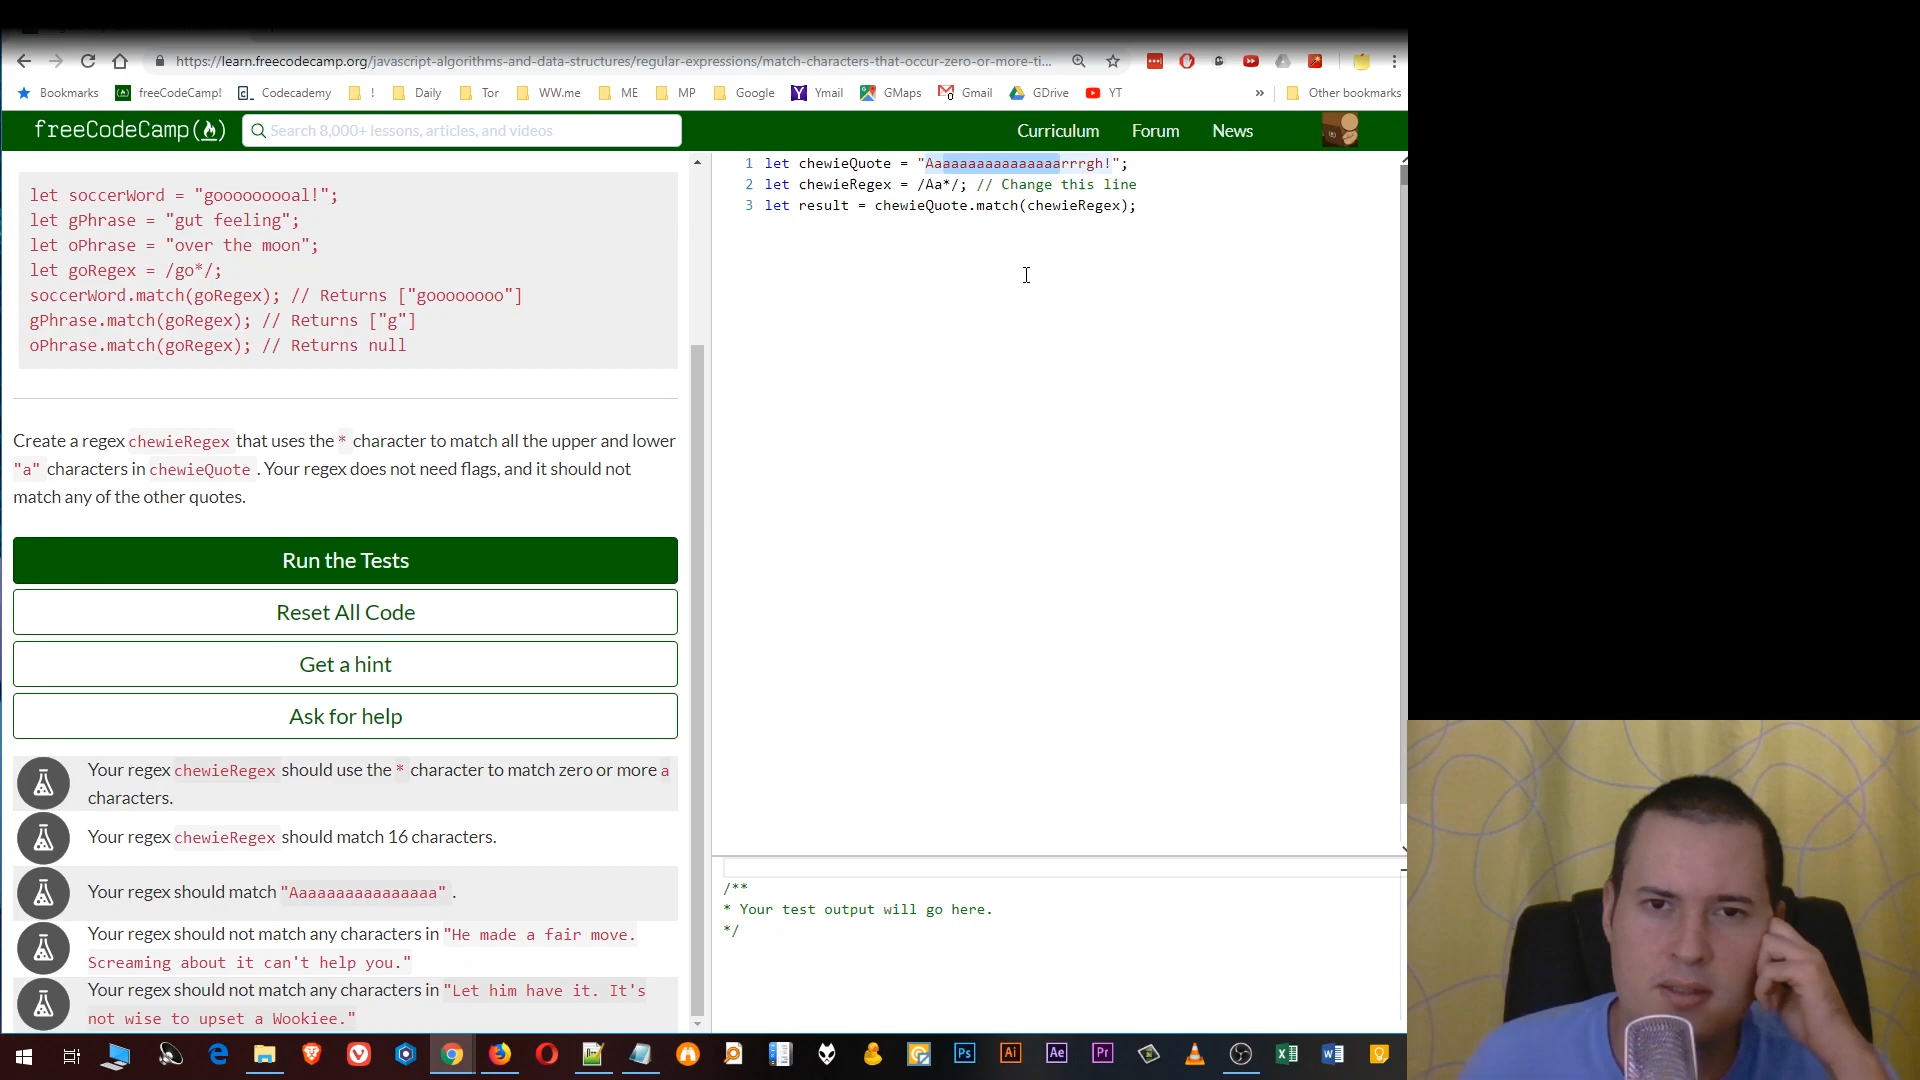 https://learn.freecodecamp.org/javascript-algorithms-and-data-structures/regular-expressions/match-characters-that-occur-zero-or-more-ti...
Bookmarks freeCodeCamp! Codecademy ! Daily Tor WW.me ME MP Google Ymail GMaps Gmail GDrive YT » Other bookmarks
freeCodeCamp Search 8,000+ lessons, articles, and videos Curriculum Forum News
let soccerWord = "gooooooooal!";
let gPhrase = "gut feeling";
let oPhrase = "over the moon";
let goRegex = /go*/;
soccerWord.match(goRegex); // Returns ["goooooooo"]
gPhrase.match(goRegex); // Returns ["g"]
oPhrase.match(goRegex); // Returns null
Create a regex chewieRegex that uses the * character to match all the upper and lower
"a" characters in chewieQuote . Your regex does not need flags, and it should not
match any of the other quotes.
Run the Tests
Reset All Code
Get a hint
Ask for help
Your regex chewieRegex should use the * character to match zero or more a
characters.
Your regex chewieRegex should match 16 characters.
Your regex should match "Aaaaaaaaaaaaaaaa" .
Your regex should not match any characters in "He made a fair move.
Screaming about it can't help you."
Your regex should not match any characters in "Let him have it. It's
not wise to upset a Wookiee."
1 let chewieQuote = "Aaaaaaaaaaaaaaaarrrgh!";
2 let chewieRegex = /Aa*/; // Change this line
3 let result = chewieQuote.match(chewieRegex);
/**
* Your test output will go here.
*/
Ps Ai Ae Pr